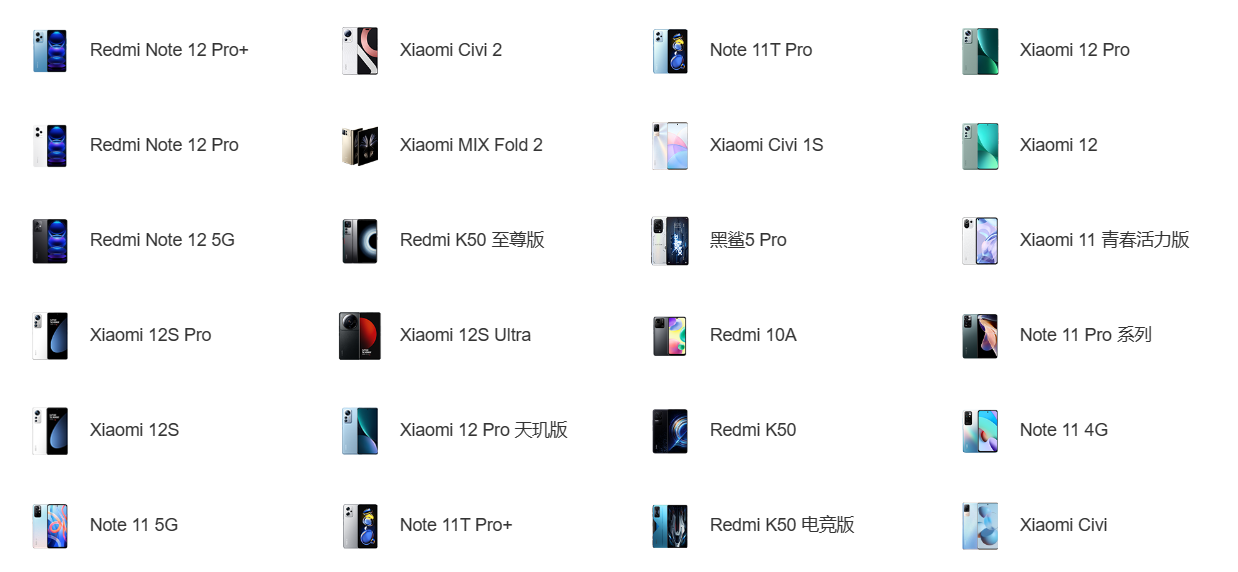 Redmi Note 12 Pro+
Xiaomi Civi 2
Note 11T Pro
Xiaomi 12 Pro
Redmi Note 12 Pro
Xiaomi MIX Fold 2
Xiaomi Civi 1S
Xiaomi 12
Redmi Note 12 5G
Redmi K50 至尊版
黑鲨5 Pro
Xiaomi 11 青春活力版
Xiaomi 12S Pro
Xiaomi 12S Ultra
Redmi 10A
Note 11 Pro 系列
Xiaomi 12S
Xiaomi 12 Pro 天玑版
Redmi K50
Note 11 4G
Note 11 5G
Note 11T Pro+
Redmi K50 电竞版
Xiaomi Civi